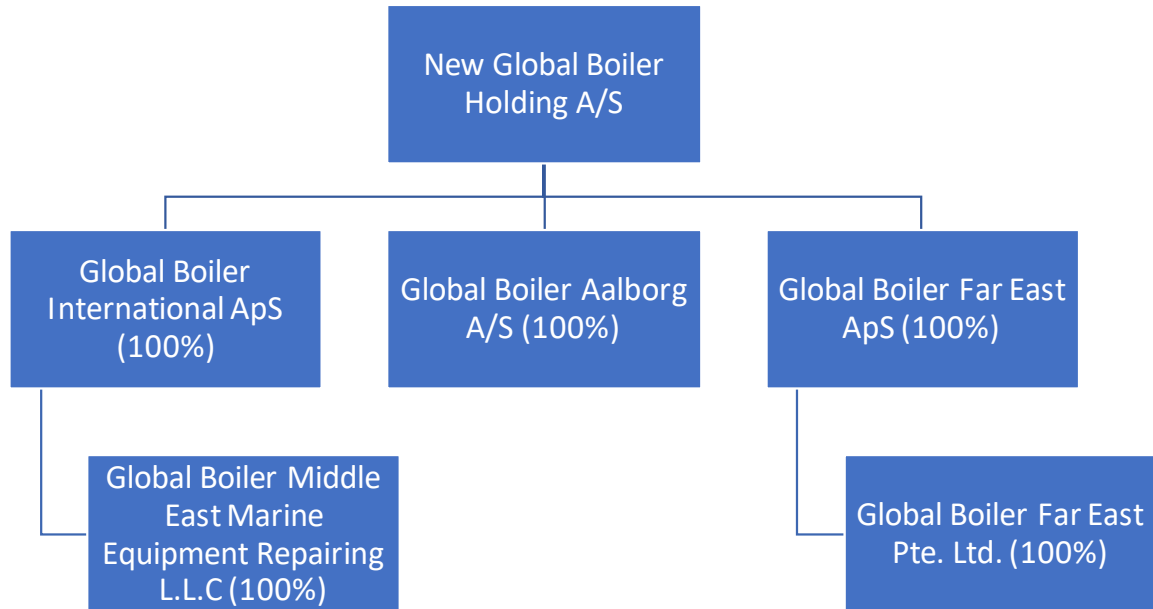 New Global Boiler
Holding A/S
Global Boiler
International ApS
(100%)
Global Boiler Aalborg
A/S (100%)
Global Boiler Far East
ApS (100%)
Global Boiler Middle
East Marine
Equipment Repairing
L.L.C (100%)
Global Boiler Far East
Pte. Ltd. (100%)